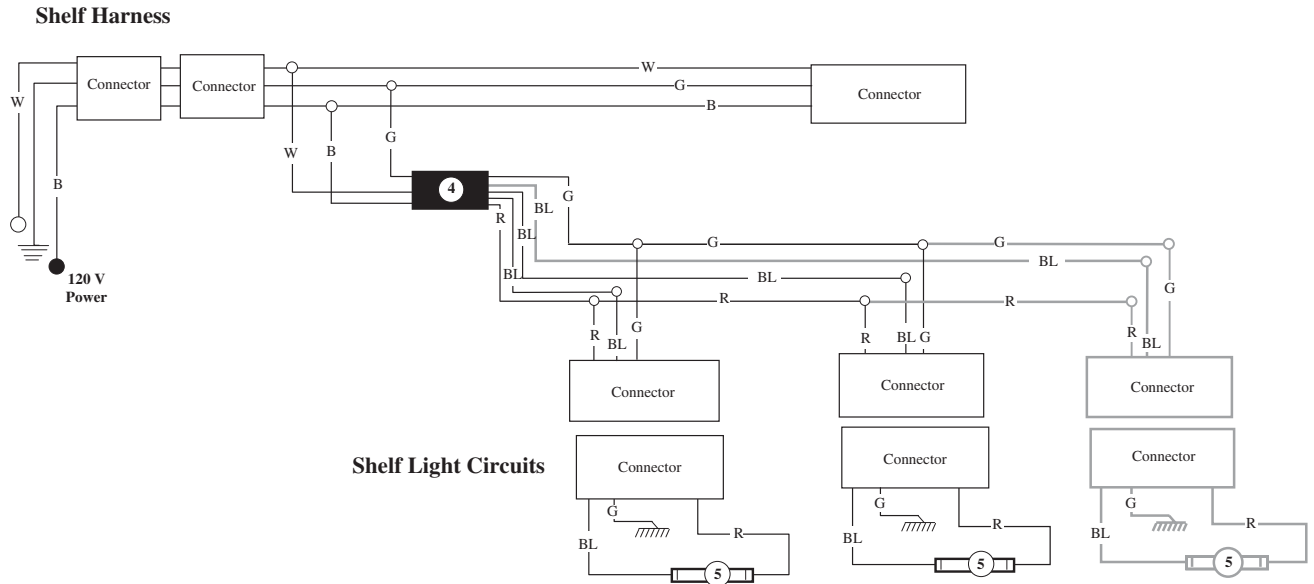 Shelf Harness
Connector
Connector
Connector
W
G
B
W
B
G
W
B
4
120 V
Power
G
BL
R
BL
BL
G
G
BL
BL
R
R
G
R
BL
G
R
BL
G
R
BL
Connector
Connector
Connector
Shelf Light Circuits
Connector
Connector
Connector
G
R
BL
5
G
R
BL
5
G
R
BL
5